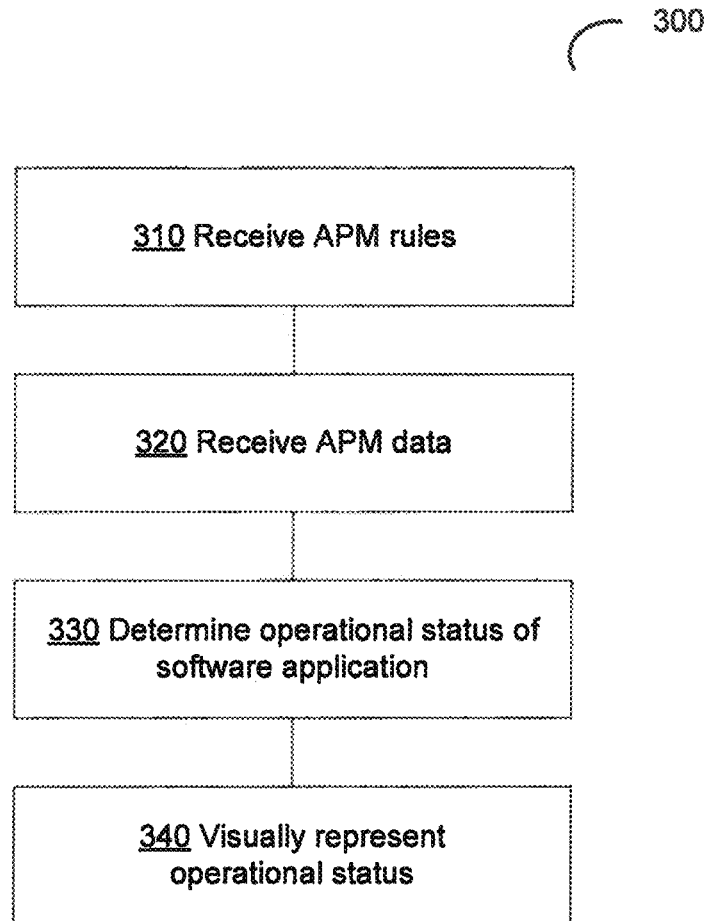 300
310 Receive APM rules
320 Receive APM data
330 Determine operational status of
software application
340 Visually represent
operational status